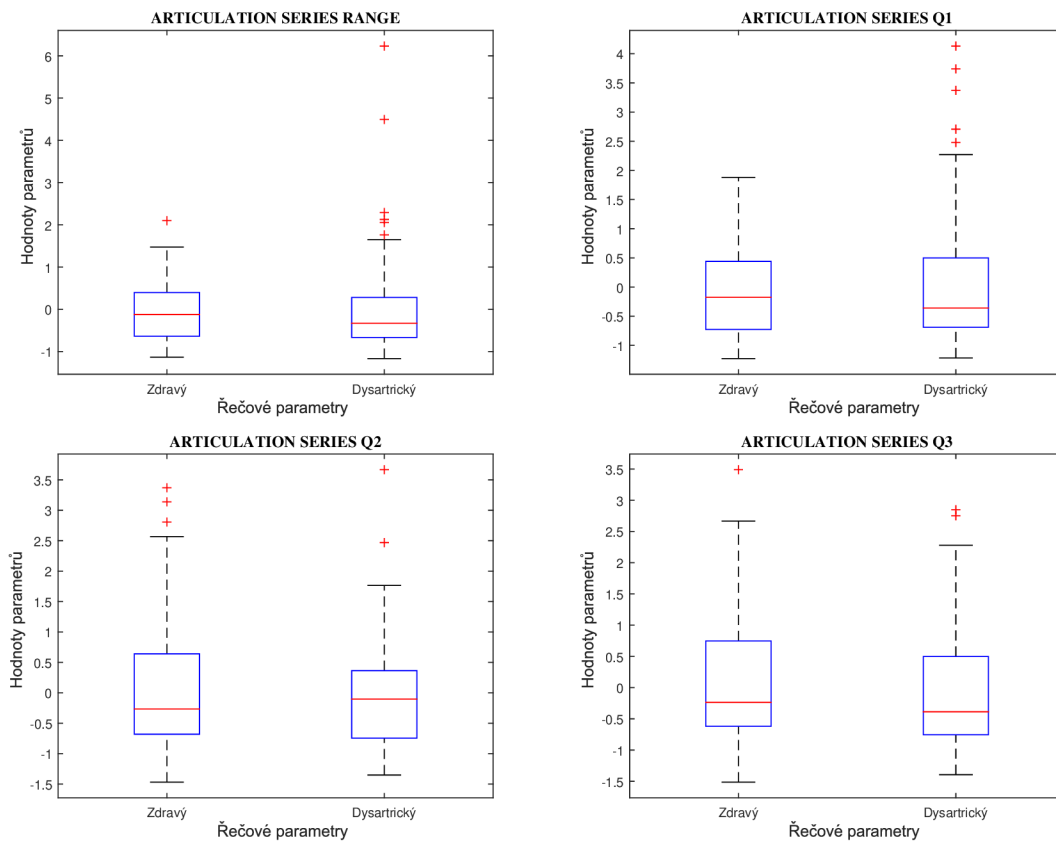 ARTICULATION SERIES RANGE
Hodnoty parametrů
6
5
4
3
2
1
0
-1
Zdravý
Dysartrický
Řečové parametry
ARTICULATION SERIES Q1
Hodnoty parametrů
4
3.5
3
2.5
2
1.5
1
0.5
0
-0.5
-1
Zdravý
Dysartrický
Řečové parametry
ARTICULATION SERIES Q2
Hodnoty parametrů
3.5
3
2.5
2
1.5
1
0.5
0
-0.5
-1
-1.5
Zdravý
Dysartrický
Řečové parametry
ARTICULATION SERIES Q3
Hodnoty parametrů
3.5
3
2.5
2
1.5
1
0.5
0
-0.5
-1
-1.5
Zdravý
Dysartrický
Řečové parametry